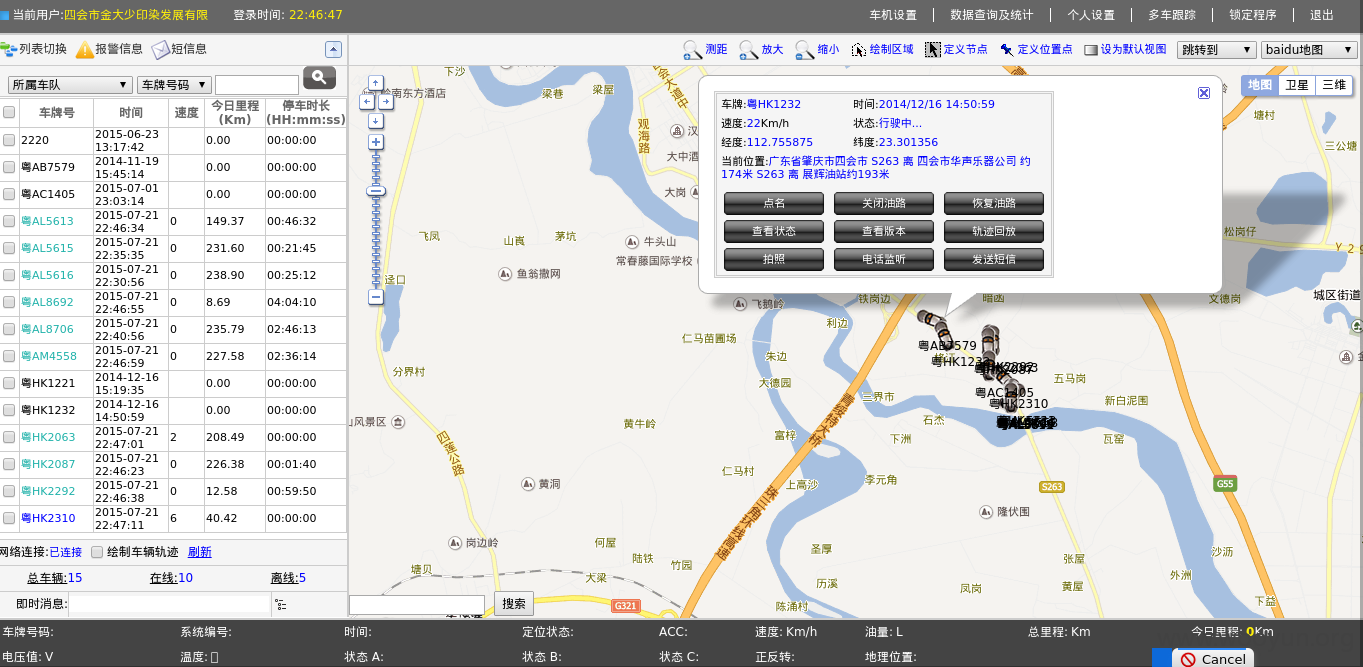 当前用户:四会市金大少印染发展有限 登录时间: 22:46:47 车机设置 数据查询及统计 个人设置 多车跟踪 锁定程序 退出
列表切换 报警信息 短信息
测距 放大 缩小 绘制区域 定义节点 定义位置点 设为默认视图 跳转到 baidu地图
所属车队 车牌号码
车牌号 时间 速度 今日里程(Km) 停车时长(HH:mm:ss)
2220 2015-06-23 13:17:42 0.00 00:00:00
粤AB7579 2014-11-19 15:45:14 0.00 00:00:00
粤AC1405 2015-07-01 23:03:14 0.00 00:00:00
粤AL5613 2015-07-21 22:46:34 0 149.37 00:46:32
粤AL5615 2015-07-21 22:35:35 0 231.60 00:21:45
粤AL5616 2015-07-21 22:30:56 0 238.90 00:25:12
粤AL8692 2015-07-21 22:46:55 0 8.69 04:04:10
粤AL8706 2015-07-21 22:40:56 0 235.79 02:46:13
粤AM4558 2015-07-21 22:46:59 0 227.58 02:36:14
粤HK1221 2014-12-16 15:19:35 0.00 00:00:00
粤HK1232 2014-12-16 14:50:59 0.00 00:00:00
粤HK2063 2015-07-21 22:47:01 2 208.49 00:00:00
粤HK2087 2015-07-21 22:46:23 0 226.38 00:01:40
粤HK2292 2015-07-21 22:46:38 0 12.58 00:59:50
粤HK2310 2015-07-21 22:47:11 6 40.42 00:00:00
网络连接:已连接 绘制车辆轨迹 刷新
总车辆:15 在线:10 离线:5
即时消息:
车牌:粤HK1232 时间:2014/12/16 14:50:59
速度:22Km/h 状态:行驶中...
经度:112.755875 纬度:23.301356
当前位置:广东省肇庆市四会市 S263 离 四会市华声乐器公司 约
174米 S263 离 展辉油站约193米
点名 关闭油路 恢复油路
查看状态 查看版本 轨迹回放
拍照 电话监听 发送短信
地图 卫星 三维
下沙
岭南东方酒店
梁巷
梁屋
四会大道中
观海路
汉
大中酒
大岗
塘村
三公塘
松岗仔
Y 2
城区街道
文德岗
飞凤
山崀
茅坑
牛头山
常春藤国际学校
鱼翁撒网
迳口
飞鹅岭
铁岗边
暗凼
利边
仁马苗圃场
朱边
大德园
分界村
山风景区
三界市
青绥特大桥
石杰
五马岗
新白泥围
黄牛岭
富梓
下洲
瓦窑
四莲公路
仁马村
上高沙
李元角
S263
G55
黄洞
珠三角环线高速
隆伏围
岗边岭
何屋
陆铁
竹园
圣厚
张屋
沙沥
塘贝
大梁
历溪
凤岗
黄屋
外洲
下益
G321
陈涌村
粤AB7579
粤HK1232
粤AC1405
粤HK2310
搜索
车牌号码: 系统编号: 时间: 定位状态: ACC: 速度: Km/h 油量: L 总里程: Km 今日里程: 0Km
电压值: V 温度: 状态 A: 状态 B: 状态 C: 正反转: 地理位置:
Cancel